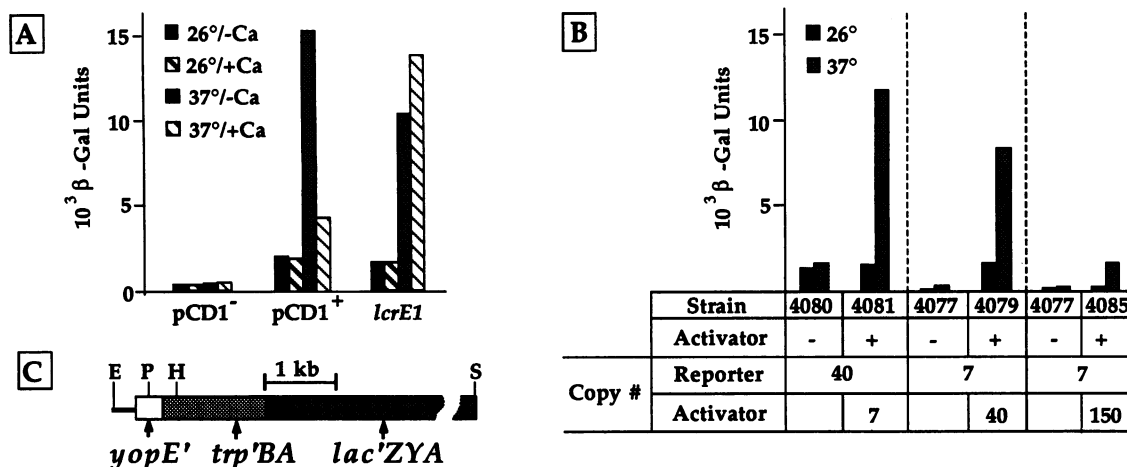 A
15
10
5
0
10³ β -Gal Units
26°/-Ca
26°/+Ca
37°/-Ca
37°/+Ca
pCD1⁻
pCD1⁺
lcrE1
B
15
10
5
10³ β -Gal Units
26°
37°
Strain 4080 4081 4077 4079 4077 4085
Activator - + - + - +
Copy #
Reporter 40 7 7
Activator 7 40 150
C
E P H 1 kb S
yopE' trp'BA lac'ZYA